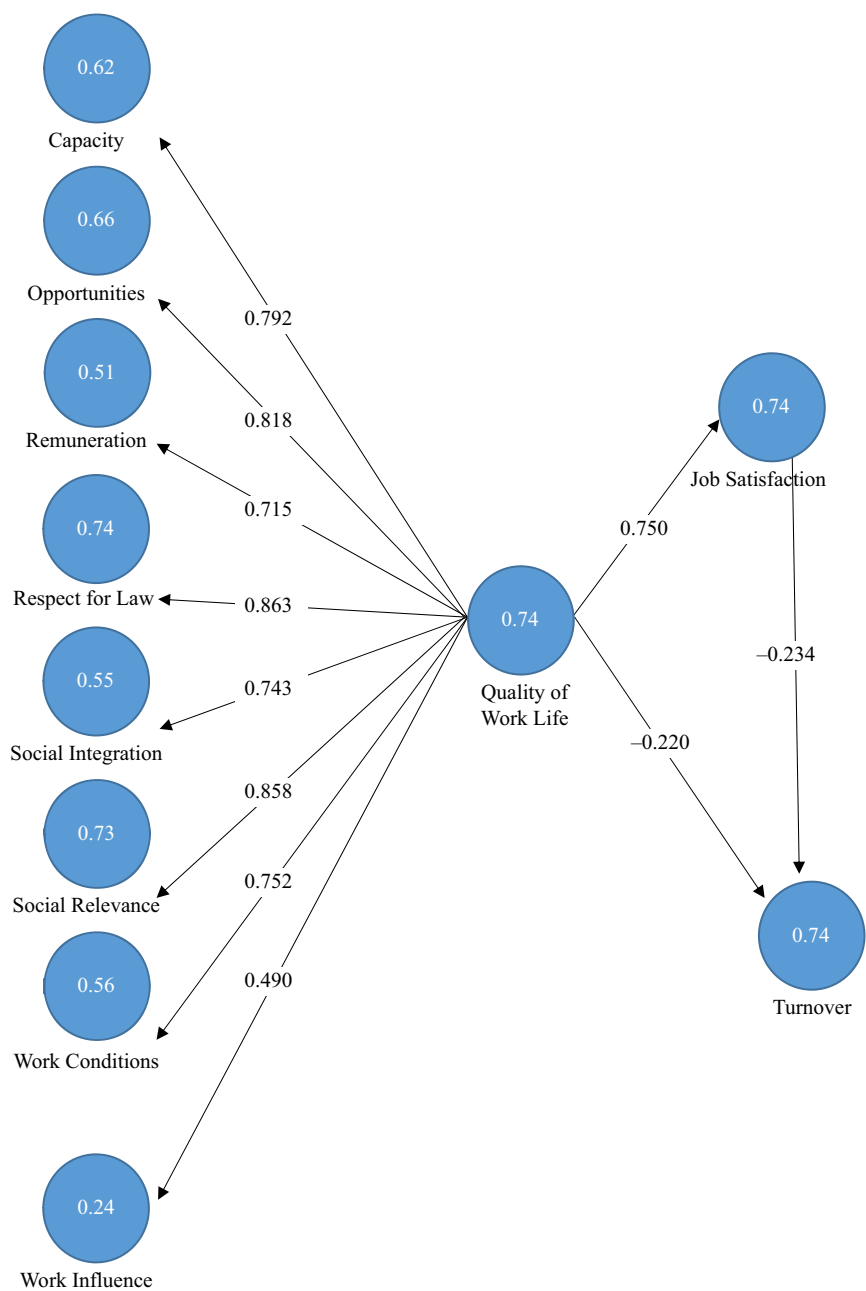 0.62
Capacity
0.66
Opportunities
0.51
Remuneration
0.74
Respect for Law
0.55
Social Integration
0.73
Social Relevance
0.56
Work Conditions
0.24
Work Influence
0.792
0.818
0.715
0.863
0.743
0.858
0.752
0.490
0.74
Quality of
Work Life
0.750
–0.220
0.74
Job Satisfaction
–0.234
0.74
Turnover